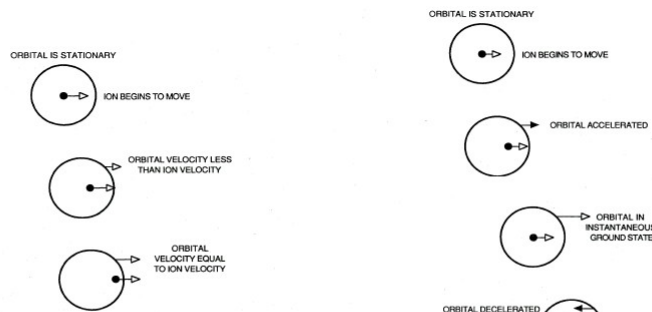 ORBITAL IS STATIONARY
ION BEGINS TO MOVE
ORBITAL VELOCITY LESS
THAN ION VELOCITY
ORBITAL
VELOCITY EQUAL
TO ION VELOCITY
ORBITAL IS STATIONARY
ION BEGINS TO MOVE
ORBITAL ACCELERATED
ORBITAL IN
INSTANTANEOUS
GROUND STATE
ORBITAL DECELERATED